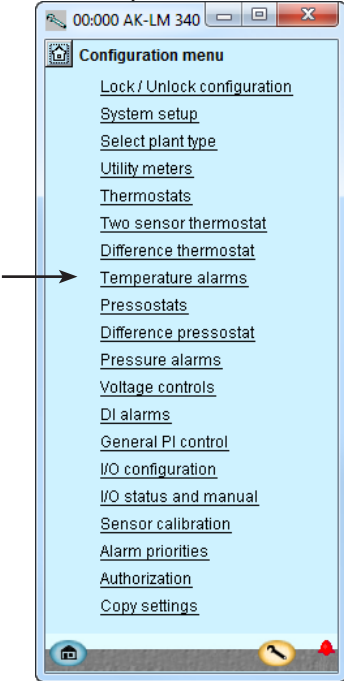 00:000 AK-LM 340
Configuration menu
Lock / Unlock configuration
System setup
Select plant type
Utility meters
Thermostats
Two sensor thermostat
Difference thermostat
Temperature alarms
Pressostats
Difference pressostat
Pressure alarms
Voltage controls
DI alarms
General PI control
I/O configuration
I/O status and manual
Sensor calibration
Alarm priorities
Authorization
Copy settings